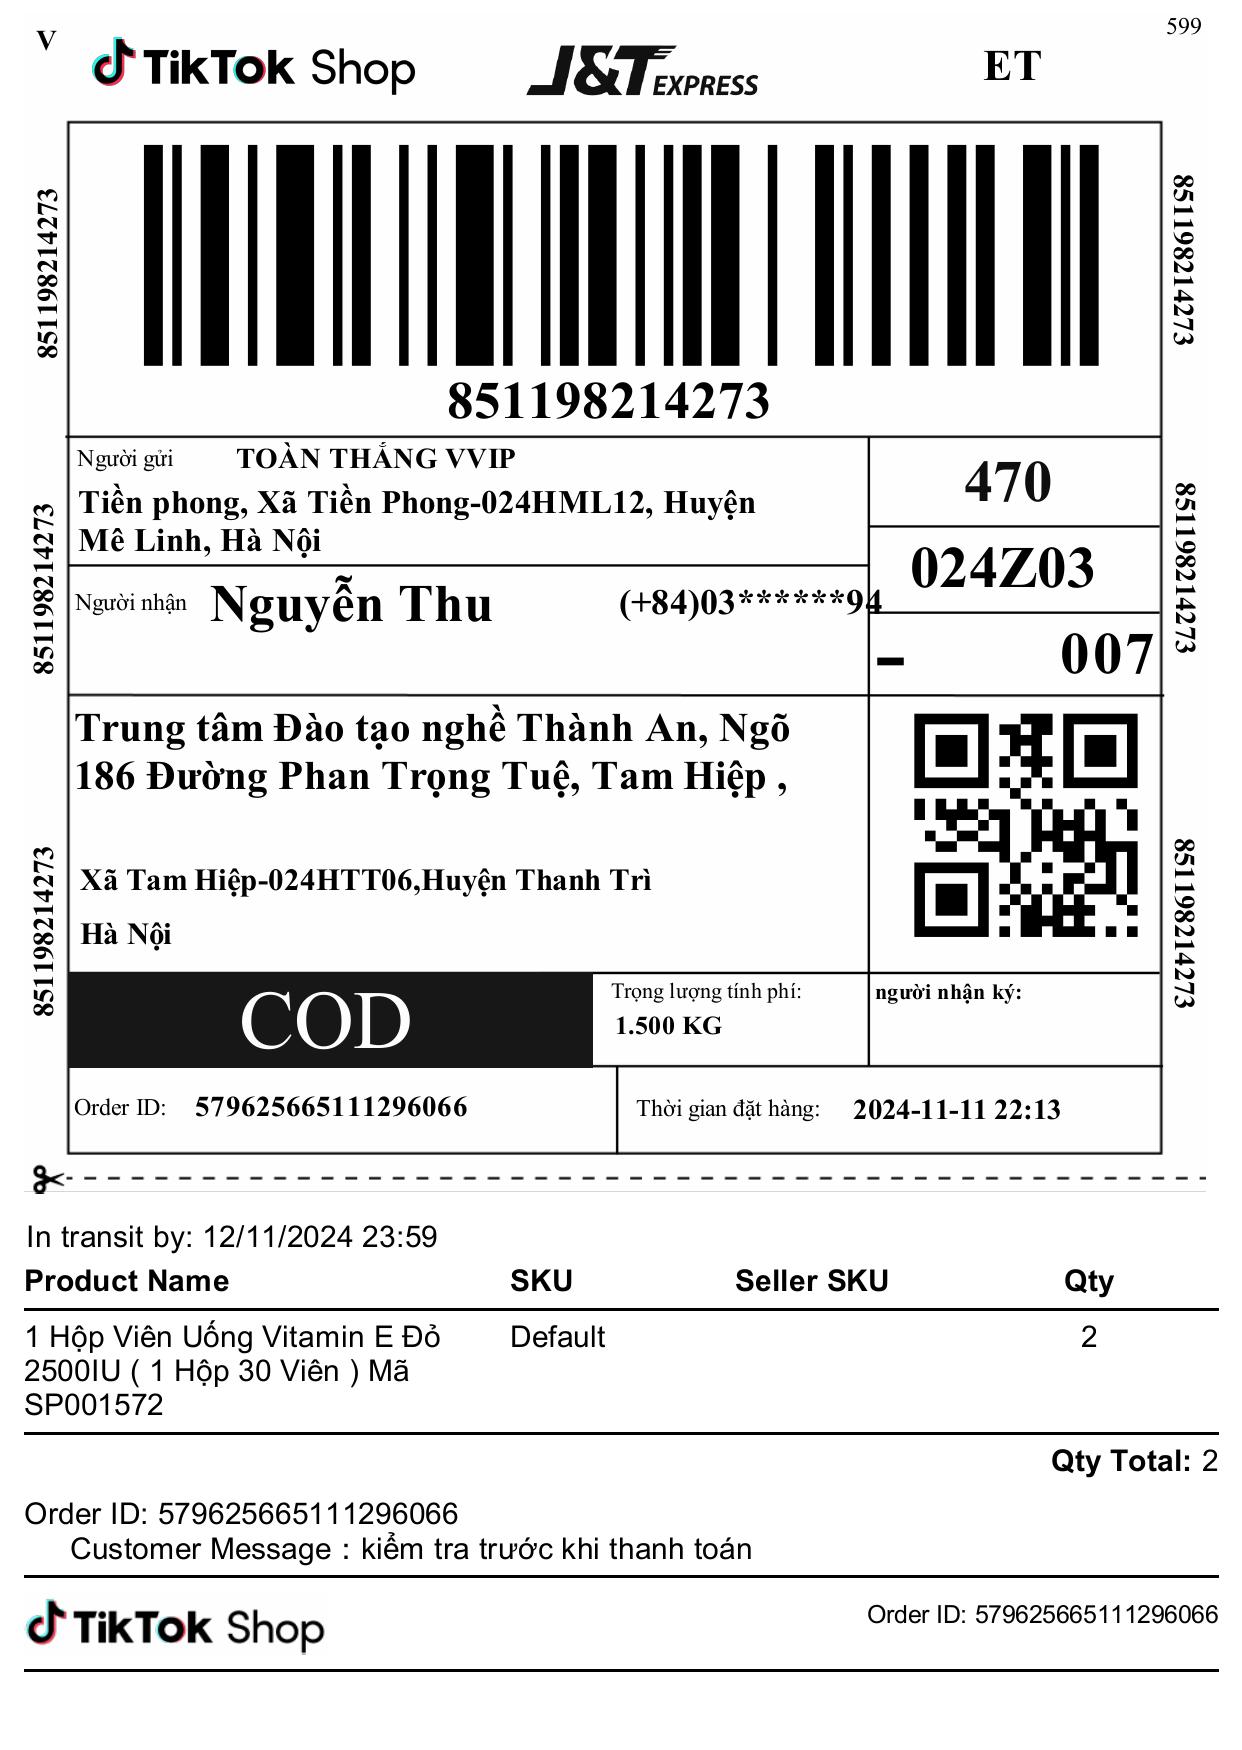 599
V
TikTok Shop
J&T EXPRESS
ET
851198214273
851198214273
851198214273
Người gửi TOÀN THẮNG VVIP
Tiền phong, Xã Tiền Phong-024HML12, Huyện
Mê Linh, Hà Nội
470
024Z03
- 007
851198214273
851198214273
Người nhận Nguyễn Thu (+84)03******94
Trung tâm Đào tạo nghề Thành An, Ngõ
186 Đường Phan Trọng Tuệ, Tam Hiệp ,
Xã Tam Hiệp-024HTT06,Huyện Thanh Trì
Hà Nội
851198214273
851198214273
COD
Trọng lượng tính phí:
1.500 KG
người nhận ký:
Order ID: 579625665111296066
Thời gian đặt hàng: 2024-11-11 22:13
In transit by: 12/11/2024 23:59
Product Name SKU Seller SKU Qty
1 Hộp Viên Uống Vitamin E Đỏ Default 2
2500IU ( 1 Hộp 30 Viên ) Mã
SP001572
Qty Total: 2
Order ID: 579625665111296066
Customer Message : kiểm tra trước khi thanh toán
TikTok Shop
Order ID: 579625665111296066